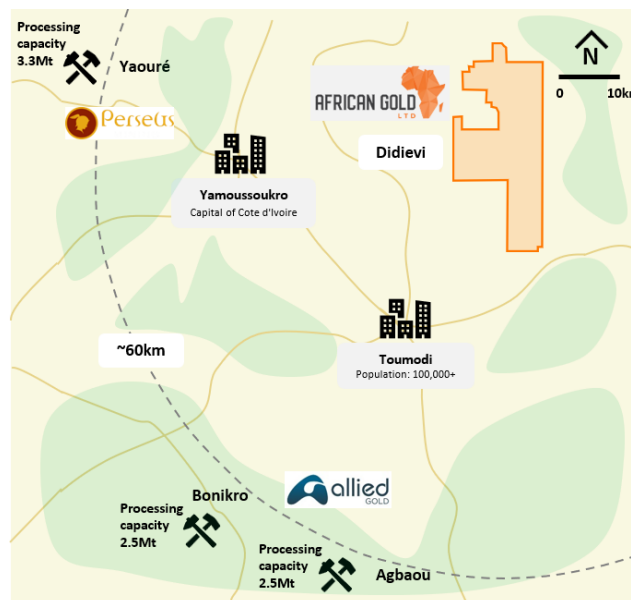 Processing
capacity
3.3Mt
Yaouré
Perseus
AFRICAN GOLD
LTD
Didievi
N
0 10km
Yamoussoukro
Capital of Cote d'Ivoire
~60km
Toumodi
Population: 100,000+
allied
GOLD
Bonikro
Processing
capacity
2.5Mt
Processing
capacity
2.5Mt
Agbaou